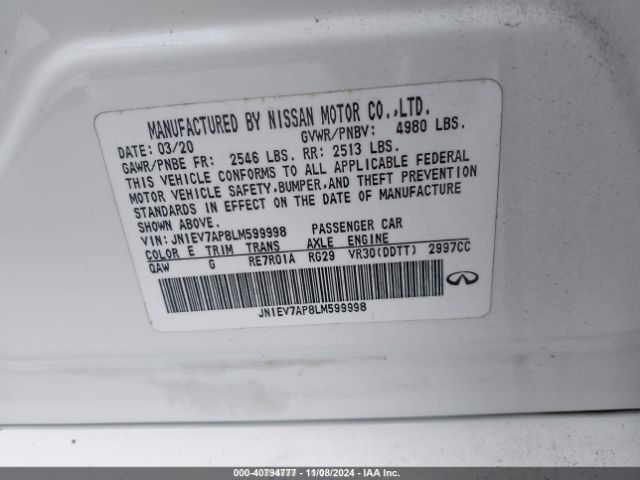 MANUFACTURED BY NISSAN MOTOR CO.,LTD.
DATE: 03/20 GVWR/PNBV: 4980 LBS.
GAWR/PNBE FR: 2546 LBS. RR: 2513 LBS.
THIS VEHICLE CONFORMS TO ALL APPLICABLE FEDERAL
MOTOR VEHICLE SAFETY,BUMPER,AND THEFT PREVENTION
STANDARDS IN EFFECT ON THE DATE OF MANUFACTURE
SHOWN ABOVE.
VIN: JN1EV7AP8LM599998 PASSENGER CAR
COLOR E TRIM TRANS AXLE ENGINE
QAW G RE7R01A RG29 VR30(DDTT) 2997CC
JN1EV7AP8LM599998
000-40794777 - 11/08/2024 - IAA Inc.